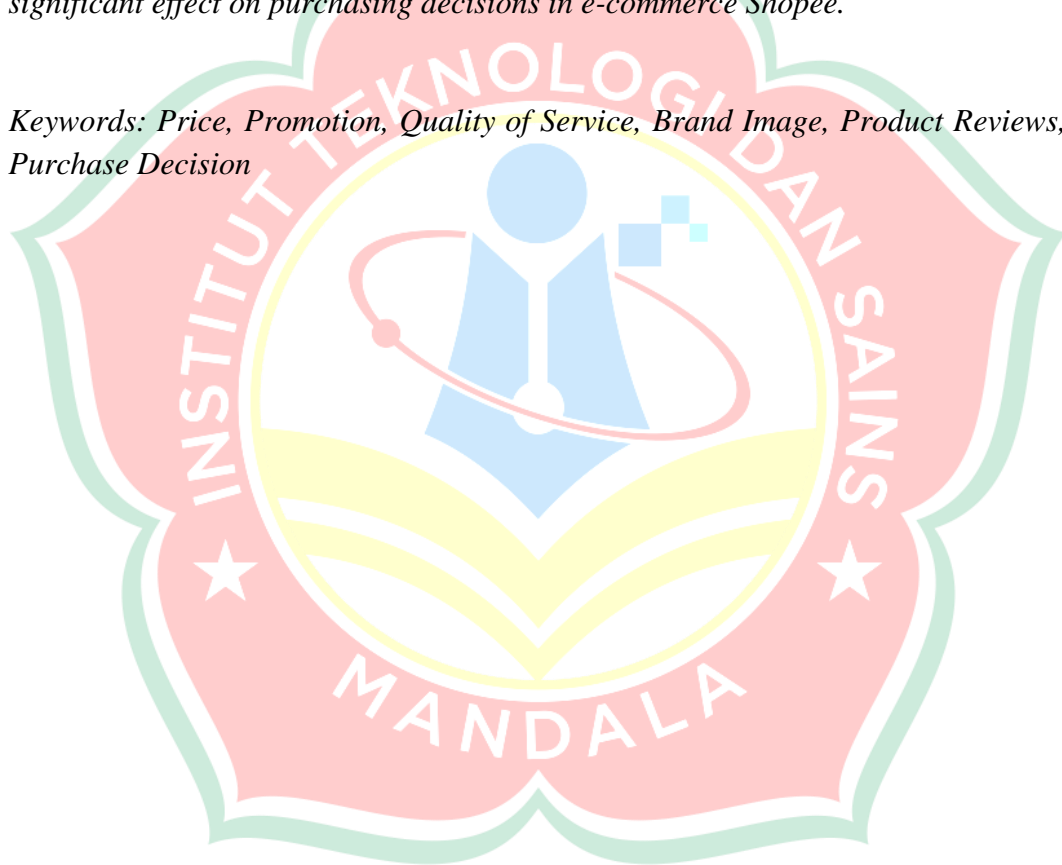 significant effect on purchasing decisions in e-commerce Shopee.
Keywords: Price, Promotion, Quality of Service, Brand Image, Product Reviews,
Purchase Decision
INSTITUT TEKNOLOGI DAN SAINS
MANDALA